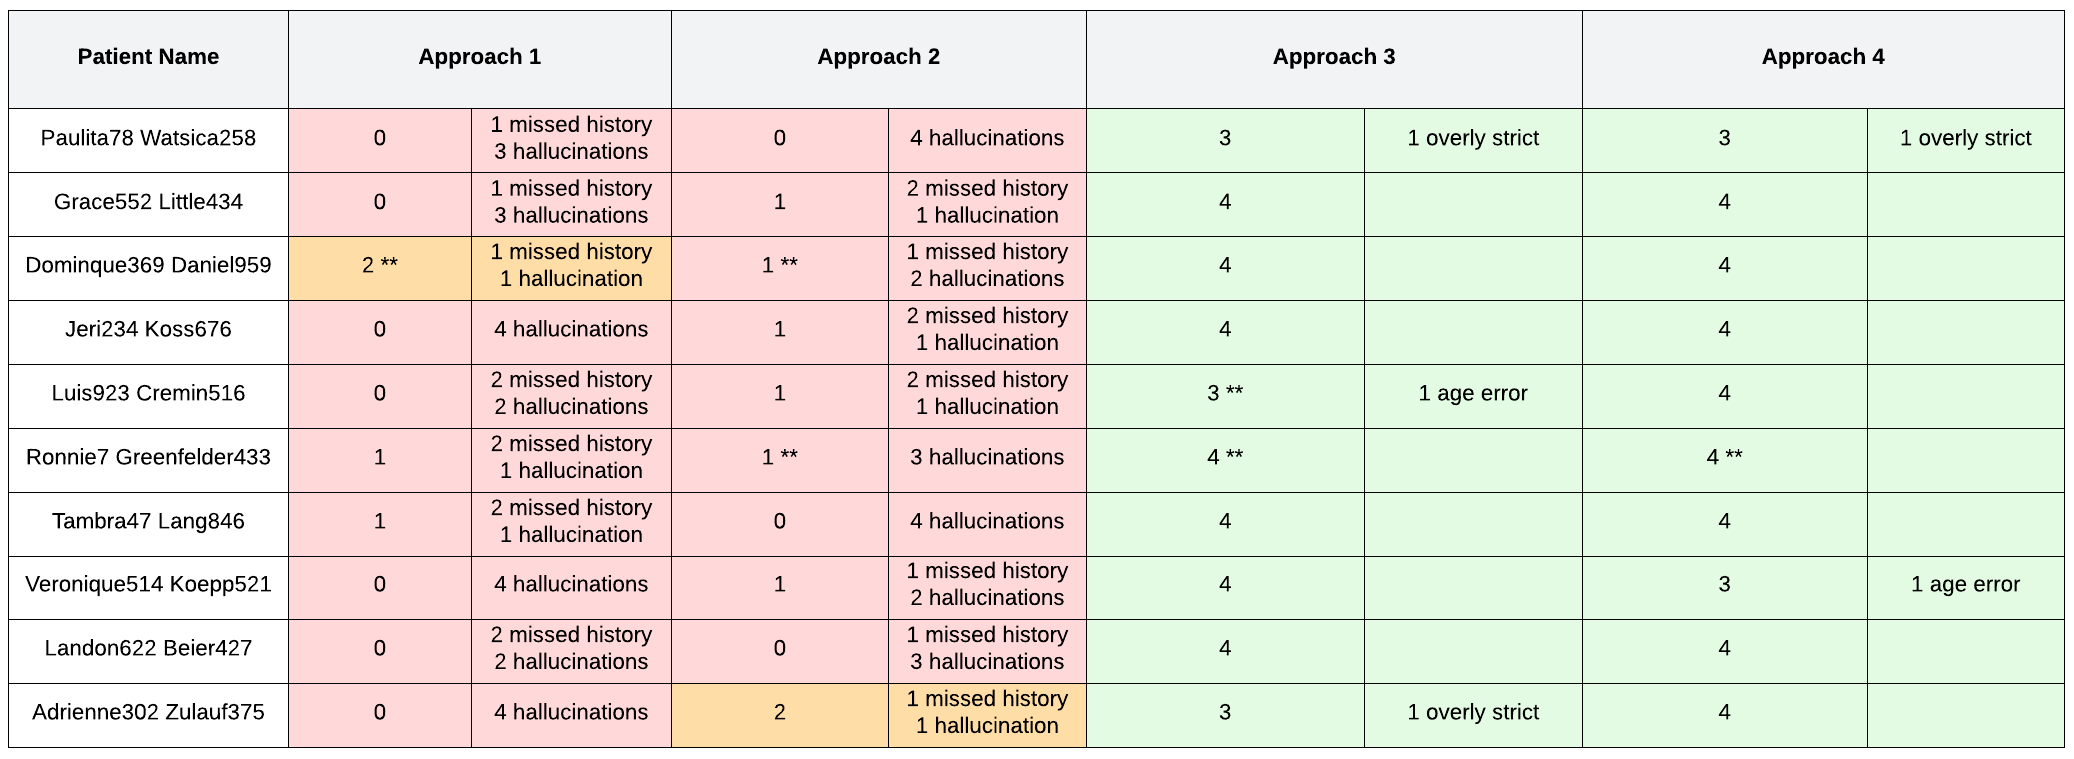 Patient Name
Approach 1
Approach 2
Approach 3
Approach 4
Paulita78 Watsica258
0
1 missed history
3 hallucinations
0
4 hallucinations
3
1 overly strict
3
1 overly strict
Grace552 Little434
0
1 missed history
3 hallucinations
1
2 missed history
1 hallucination
4
4
Dominque369 Daniel959
2 **
1 missed history
1 hallucination
1 **
1 missed history
2 hallucinations
4
4
Jeri234 Koss676
0
4 hallucinations
1
2 missed history
1 hallucination
4
4
Luis923 Cremin516
0
2 missed history
2 hallucinations
1
2 missed history
1 hallucination
3 **
1 age error
4
Ronnie7 Greenfelder433
1
2 missed history
1 hallucination
1 **
3 hallucinations
4 **
4 **
Tambra47 Lang846
1
2 missed history
1 hallucination
0
4 hallucinations
4
4
Veronique514 Koepp521
0
4 hallucinations
1
1 missed history
2 hallucinations
4
3
1 age error
Landon622 Beier427
0
2 missed history
2 hallucinations
0
1 missed history
3 hallucinations
4
4
Adrienne302 Zulauf375
0
4 hallucinations
2
1 missed history
1 hallucination
3
1 overly strict
4